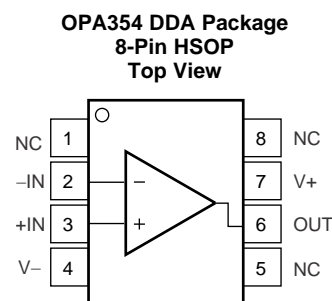 OPA354 DDA Package
8-Pin HSOP
Top View
NC 1 8 NC
–IN 2 − 7 V+
+IN 3 + 6 OUT
V– 4 5 NC